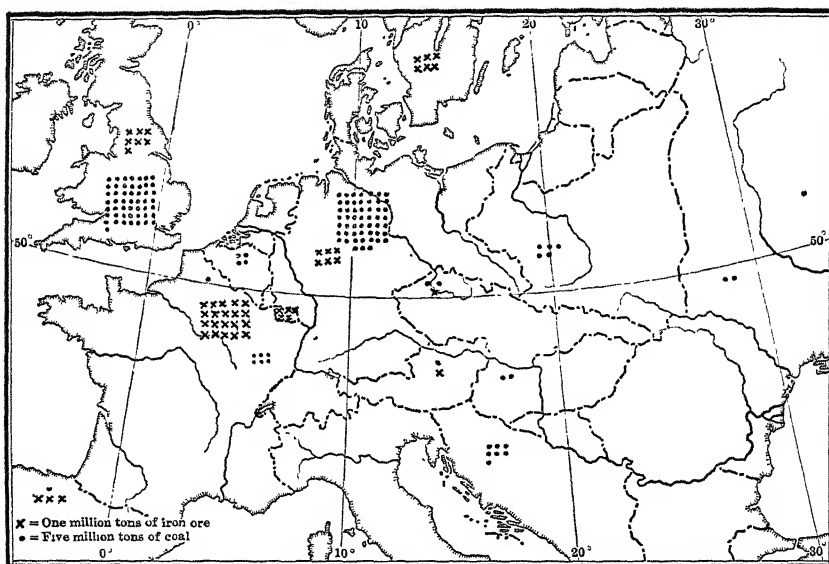 0° 10° 20° 30°
50° 50°
✗ = One million tons of iron ore
• = Five million tons of coal
0° 10° 20° 30°